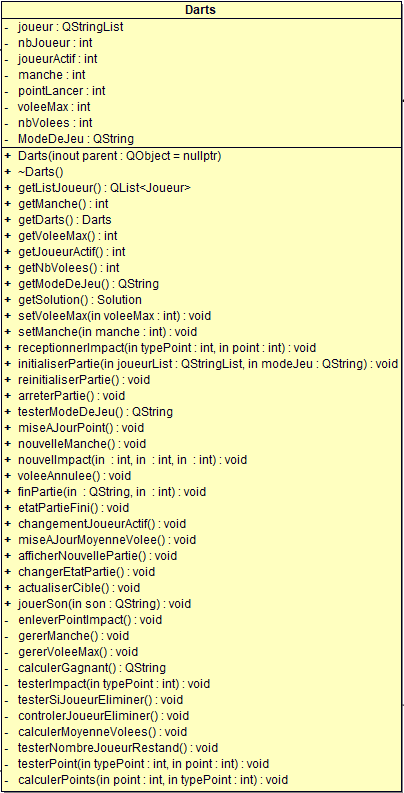 Darts
- joueur : QStringList
- nbJoueur : int
- joueurActif : int
- manche : int
- pointLancer : int
- voleeMax : int
- nbVolees : int
- ModeDeJeu : QString
+ Darts(inout parent : QObject = nullptr)
+ ~Darts()
+ getListJoueur() : QList<Joueur>
+ getManche() : int
+ getDarts() : Darts
+ getVoleeMax() : int
+ getJoueurActif() : int
+ getNbVolees() : int
+ getModeDeJeu() : QString
+ getSolution() : Solution
+ setVoleeMax(in voleeMax : int) : void
+ setManche(in manche : int) : void
+ receptionnerImpact(in typePoint : int, in point : int) : void
+ initialiserPartie(in joueurList : QStringList, in modeJeu : QString) : void
+ reinitialiserPartie() : void
+ arreterPartie() : void
+ testerModeDeJeu() : QString
+ miseAJourPoint() : void
+ nouvelleManche() : void
+ nouvelImpact(in  : int, in  : int, in  : int) : void
+ voleeAnnulee() : void
+ finPartie(in  : QString, in  : int) : void
+ etatPartieFini() : void
+ changementJoueurActif() : void
+ miseAJourMoyenneVolee() : void
+ afficherNouvellePartie() : void
+ changerEtatPartie() : void
+ actualiserCible() : void
+ jouerSon(in son : QString) : void
- enleverPointImpact() : void
- gererManche() : void
- gererVoleeMax() : void
- calculerGagnant() : QString
- testerImpact(in typePoint : int) : void
- testerSiJoueurEliminer() : void
- controlerJoueurEliminer() : void
- calculerMoyenneVolees() : void
- testerNombreJoueurRestand() : void
- testerPoint(in typePoint : int, in point : int) : void
- calculerPoints(in point : int, in typePoint : int) : void